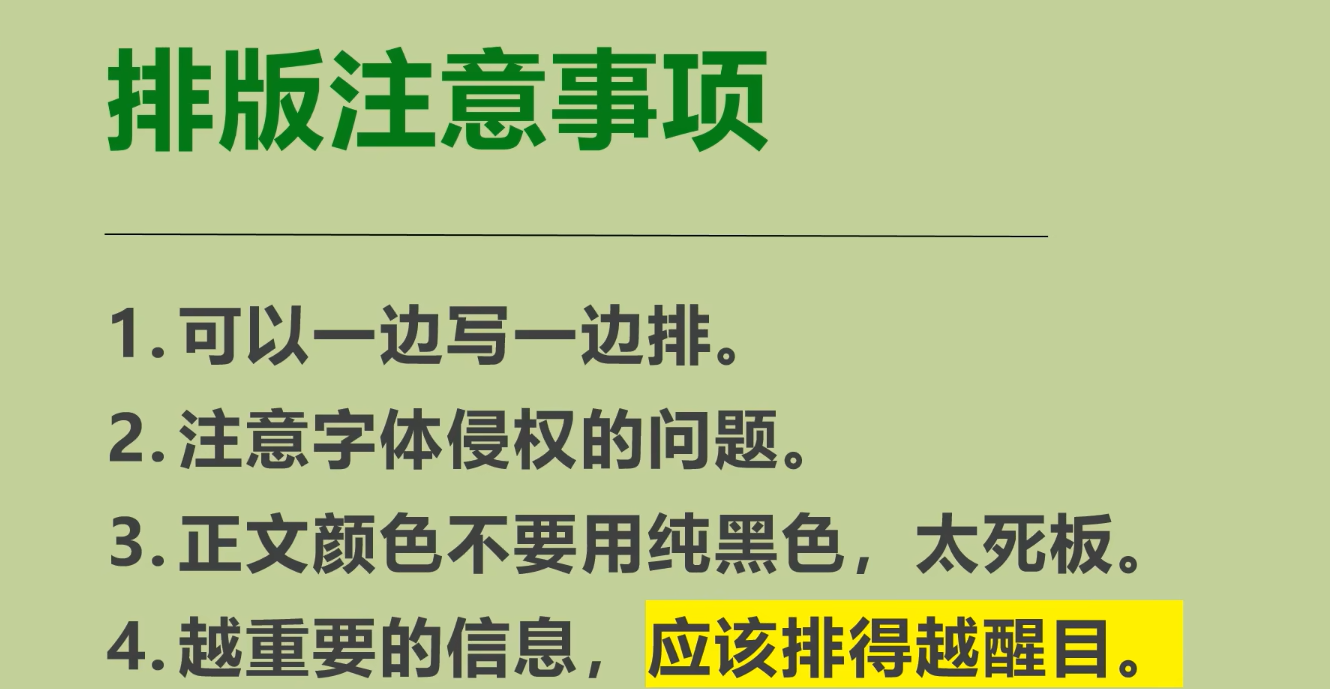 排版注意事项
1. 可以一边写一边排。
2. 注意字体侵权的问题。
3. 正文颜色不要用纯黑色，太死板。
4. 越重要的信息，应该排得越醒目。